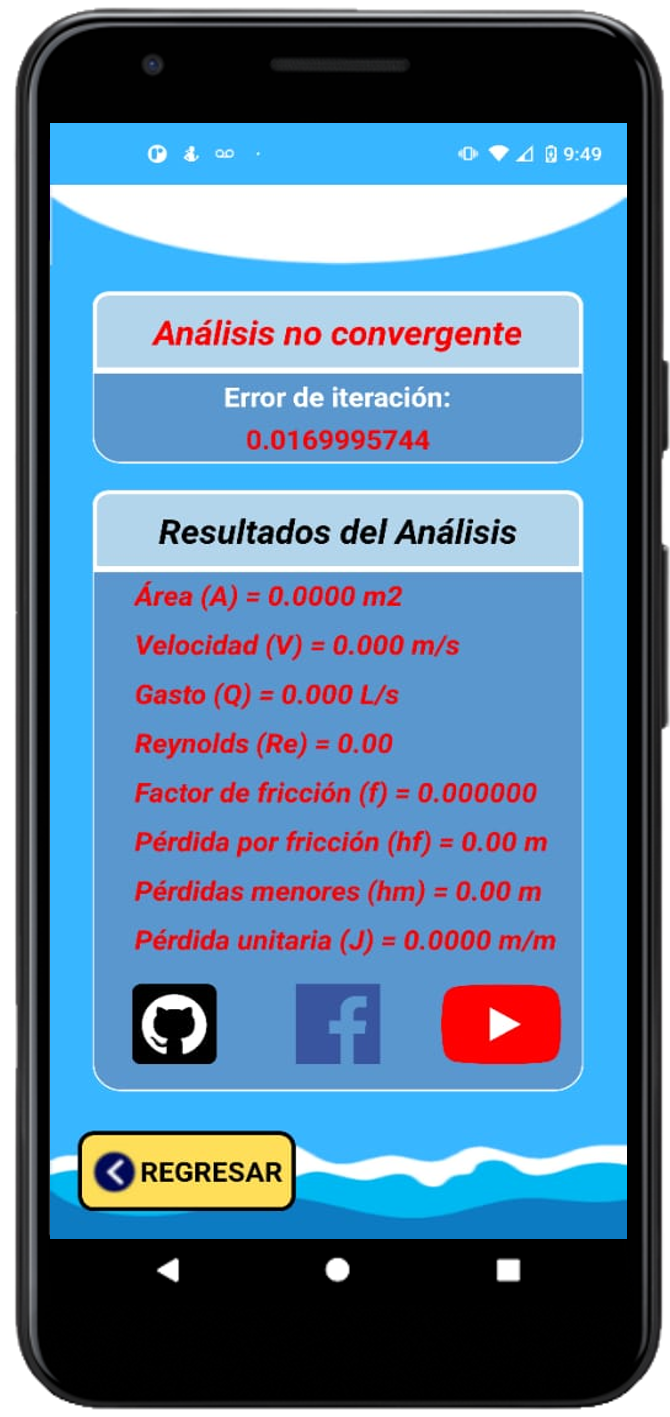 9:49
Análisis no convergente
Error de iteración:
0.0169995744
Resultados del Análisis
Área (A) = 0.0000 m2
Velocidad (V) = 0.000 m/s
Gasto (Q) = 0.000 L/s
Reynolds (Re) = 0.00
Factor de fricción (f) = 0.000000
Pérdida por fricción (hf) = 0.00 m
Pérdidas menores (hm) = 0.00 m
Pérdida unitaria (J) = 0.0000 m/m
REGRESAR